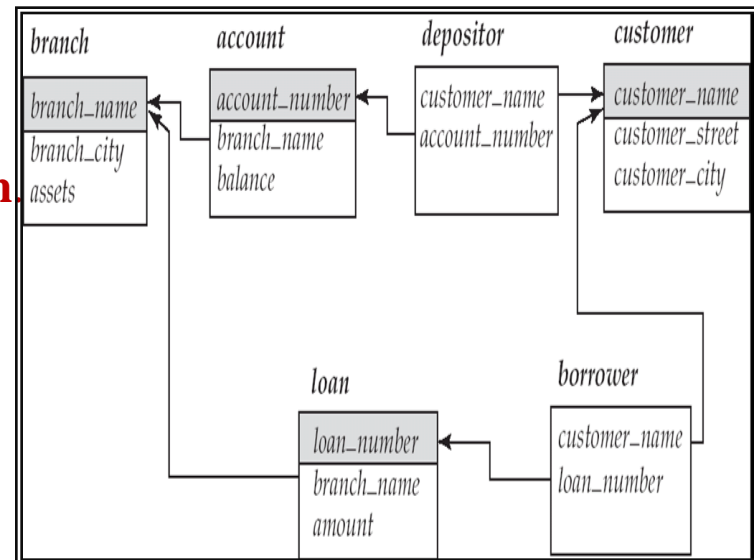 branch
branch_name
branch_city
assets
account
account_number
branch_name
balance
depositor
customer_name
account_number
customer
customer_name
customer_street
customer_city
n.
loan
loan_number
branch_name
amount
borrower
customer_name
loan_number